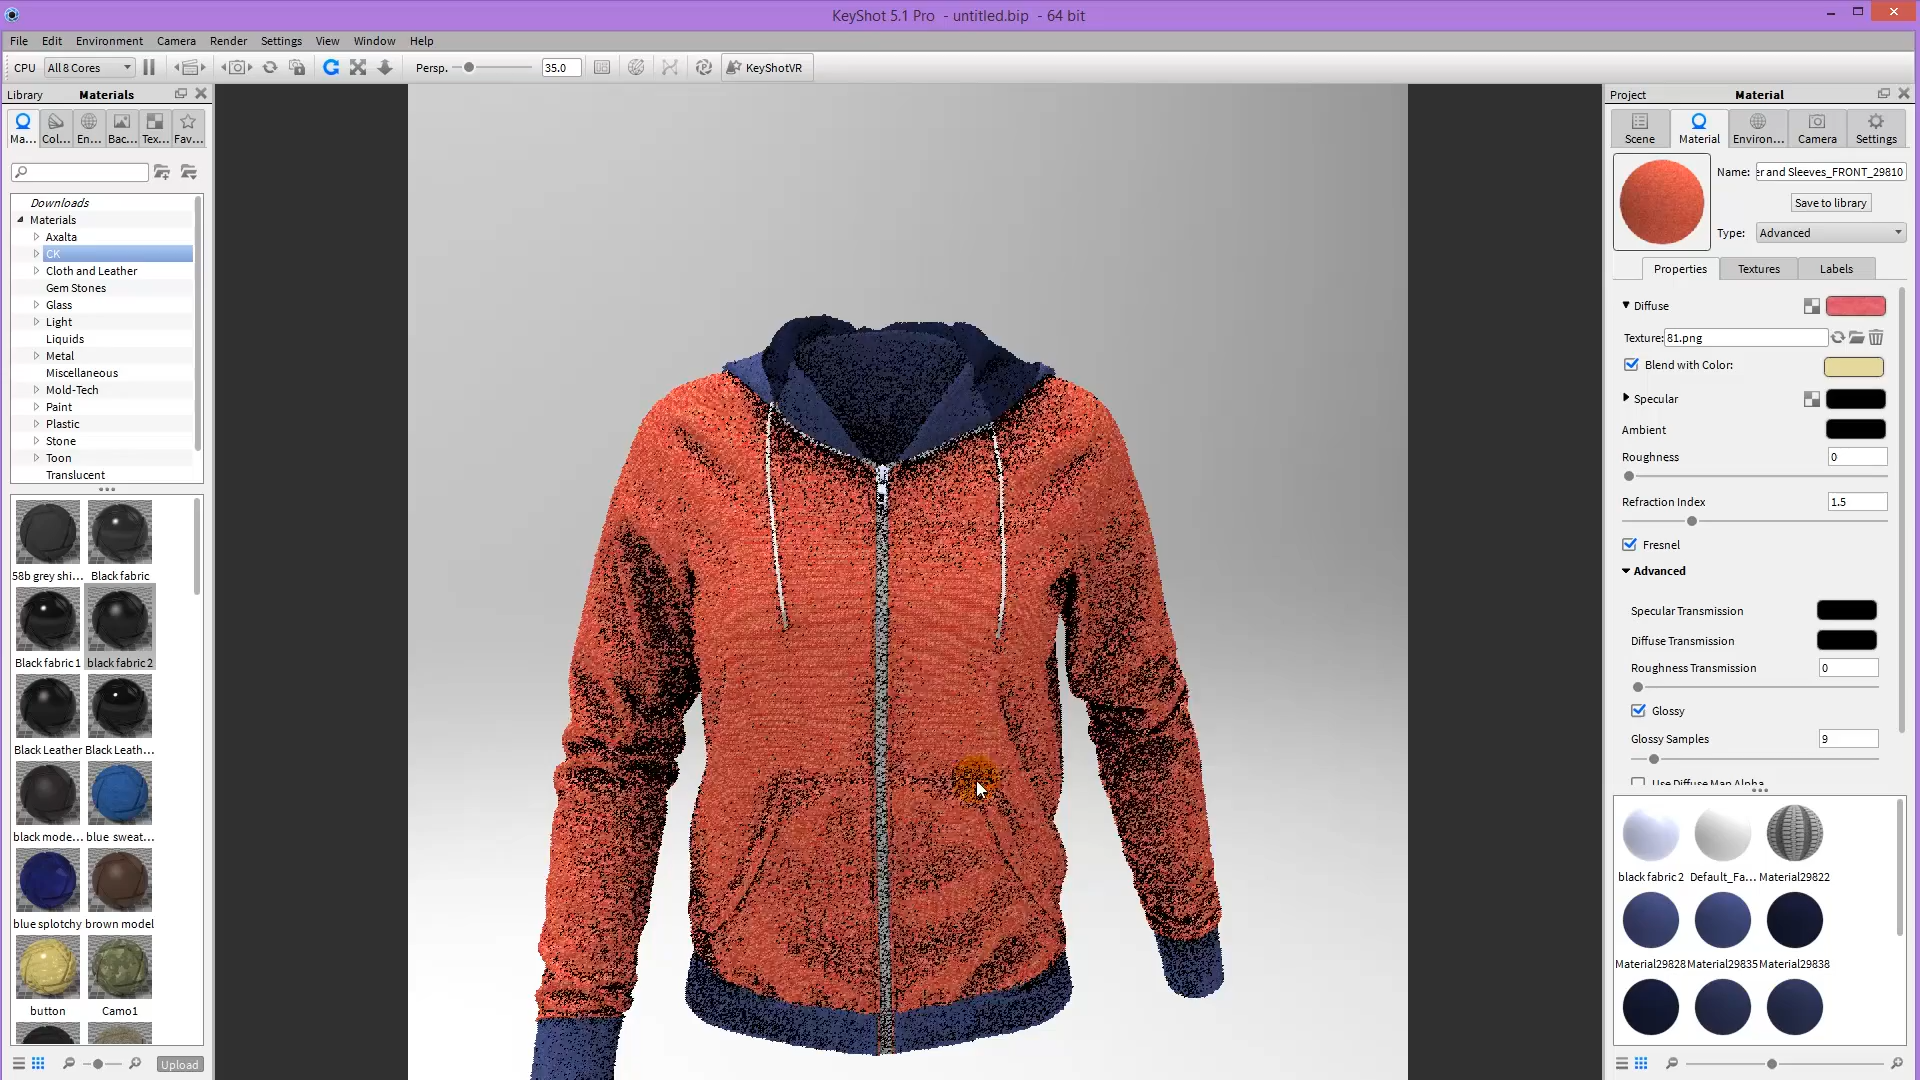 KeyShot 5.1 Pro - untitled.bip - 64 bit
File Edit Environment Camera Render Settings View Window Help
CPU All 8 Cores Persp. 35.0 KeyShotVR
Library Materials
Ma... Col... En... Bac... Tex... Fav...
Downloads
Materials
Axalta
CK
Cloth and Leather
Gem Stones
Glass
Light
Liquids
Metal
Miscellaneous
Mold-Tech
Paint
Plastic
Stone
Toon
Translucent
58b grey shi... Black fabric
Black fabric 1 black fabric 2
Black Leather Black Leath...
black mode... blue sweat...
blue splotchy brown model
button Camo1
Upload
Project Material
Scene Material Environ... Camera Settings
Name: er and Sleeves_FRONT_29810
Save to library
Type: Advanced
Properties Textures Labels
Diffuse
Texture: 81.png
Blend with Color:
Specular
Ambient
Roughness 0
Refraction Index 1.5
Fresnel
Advanced
Specular Transmission
Diffuse Transmission
Roughness Transmission 0
Glossy
Glossy Samples 9
Use Diffuse Map Alpha
black fabric 2 Default_Fa... Material29822
Material29828 Material29835 Material29838